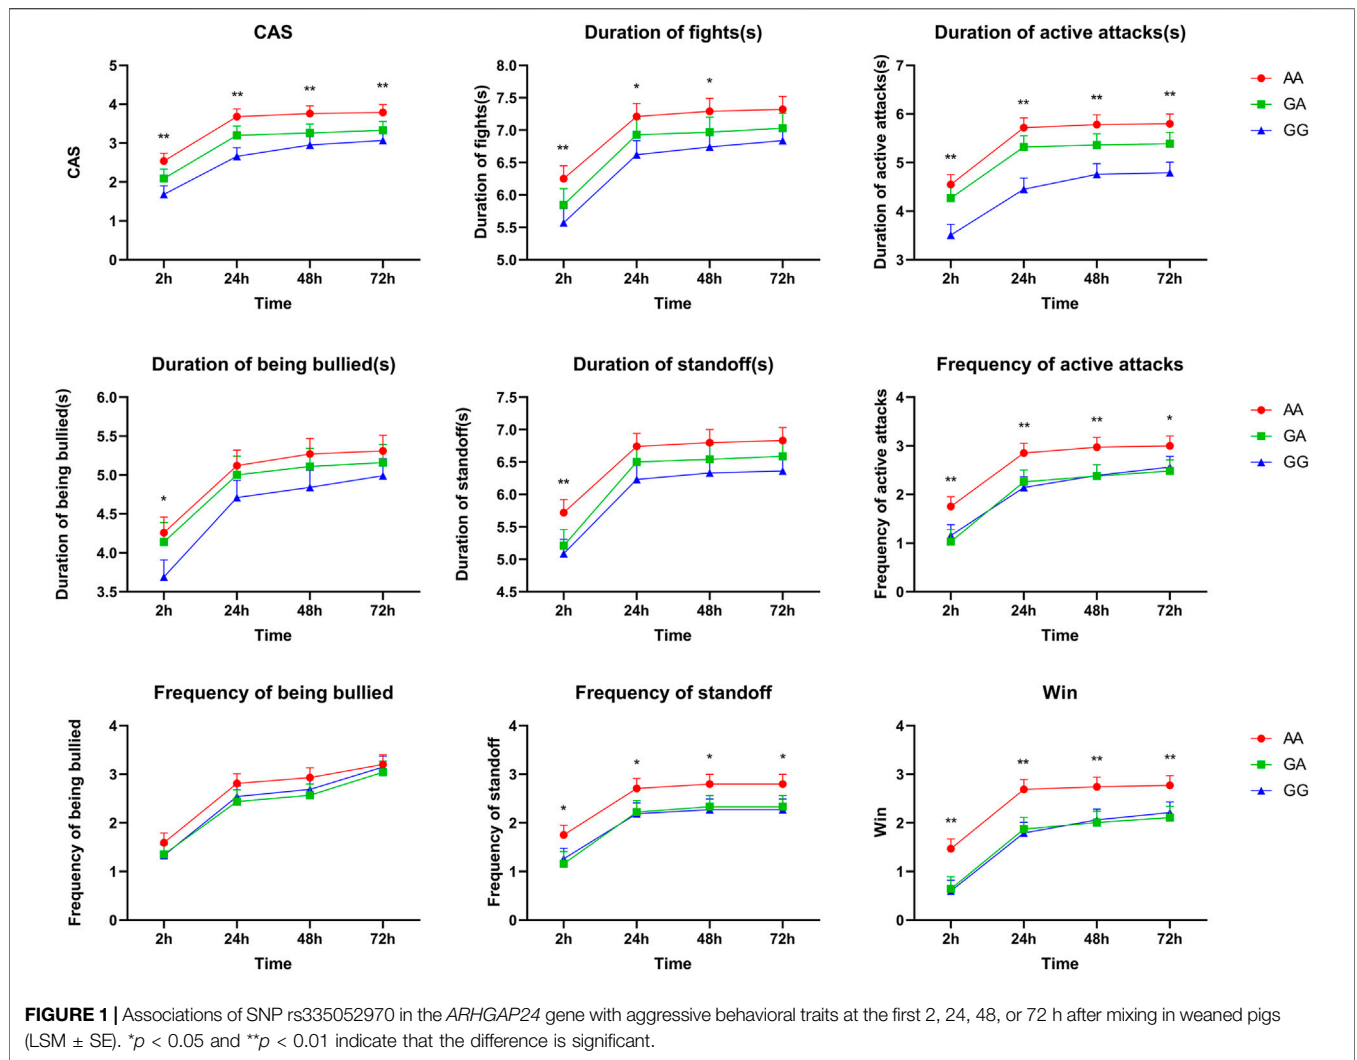 CAS
Duration of fights(s)
Duration of active attacks(s)
CAS
5
4
3
2
1
0
**
**
**
**
2h 24h 48h 72h
Time
Duration of fights(s)
8.0
7.5
7.0
6.5
6.0
5.5
5.0
**
*
*
2h 24h 48h 72h
Time
Duration of active attacks(s)
7
6
5
4
3
**
**
**
**
2h 24h 48h 72h
Time
AA
GA
GG
Duration of being bullied(s)
Duration of standoff(s)
Frequency of active attacks
Duration of being bullied(s)
6.0
5.5
5.0
4.5
4.0
3.5
*
2h 24h 48h 72h
Time
Duration of standoff(s)
7.5
7.0
6.5
6.0
5.5
5.0
4.5
**
2h 24h 48h 72h
Time
Frequency of active attacks
4
3
2
1
0
**
**
**
*
2h 24h 48h 72h
Time
AA
GA
GG
Frequency of being bullied
Frequency of standoff
Win
Frequency of being bullied
4
3
2
1
0
2h 24h 48h 72h
Time
Frequency of standoff
4
3
2
1
0
*
*
*
*
2h 24h 48h 72h
Time
Win
4
3
2
1
0
**
**
**
**
2h 24h 48h 72h
Time
AA
GA
GG
FIGURE 1 | Associations of SNP rs335052970 in the ARHGAP24 gene with aggressive behavioral traits at the first 2, 24, 48, or 72 h after mixing in weaned pigs
(LSM ± SE). *p < 0.05 and **p < 0.01 indicate that the difference is significant.